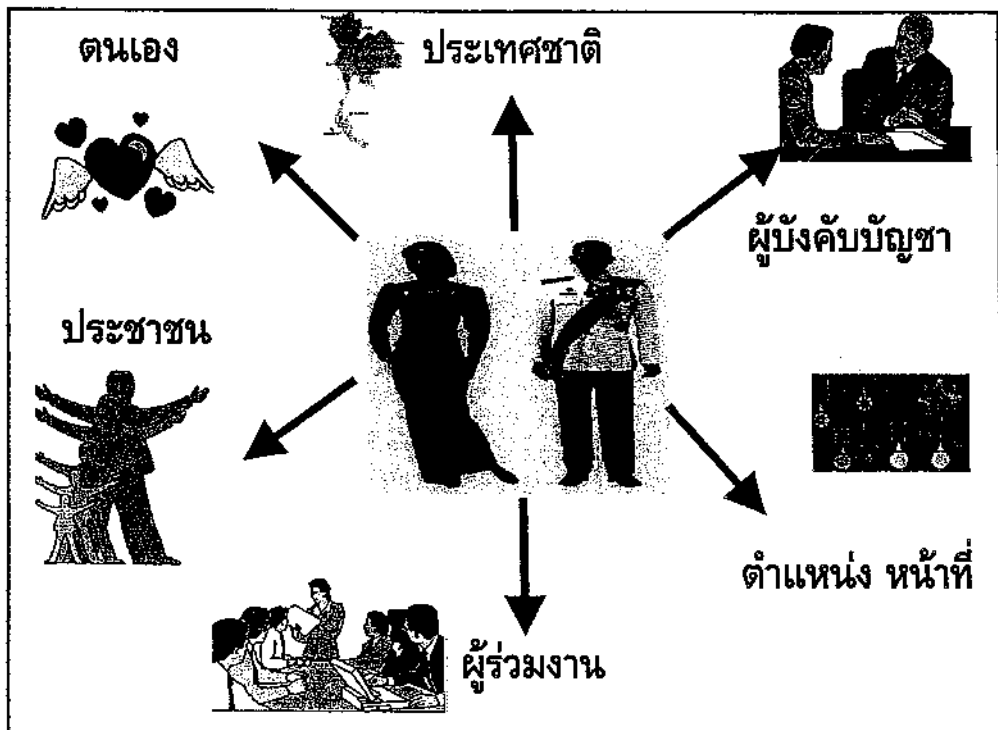 ตนเอง
ประเทศชาติ
ผู้บังคับบัญชา
ประชาชน
ตำแหน่ง หน้าที่
ผู้ร่วมงาน